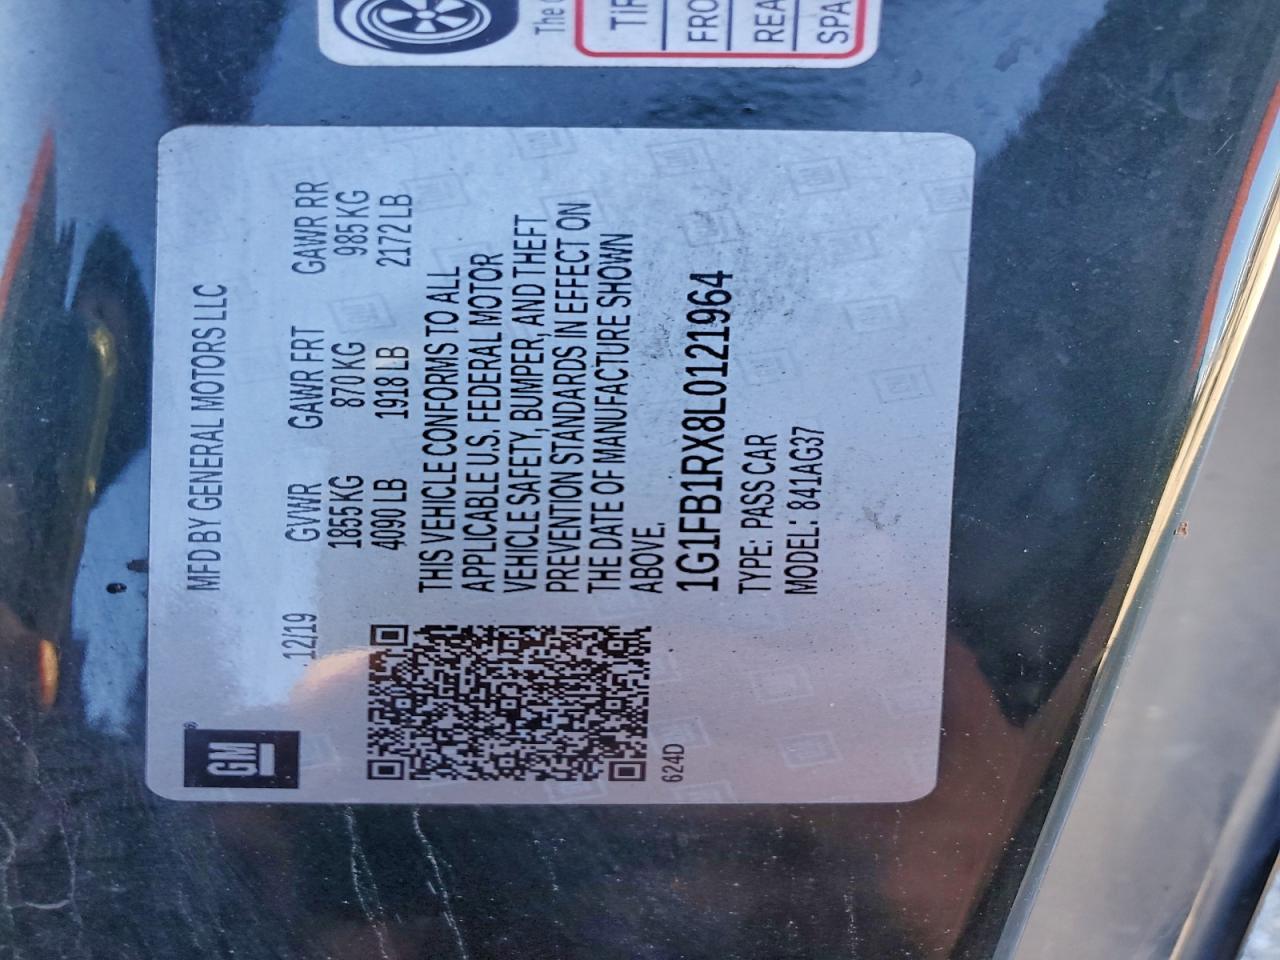 The
TIR
FRO
REA
SPA
MFD BY GENERAL MOTORS LLC
GM ®
12/19 GVWR GAWR FRT GAWR RR
1855 KG 870 KG 985 KG
4090 LB 1918 LB 2172 LB
THIS VEHICLE CONFORMS TO ALL
APPLICABLE U.S. FEDERAL MOTOR
VEHICLE SAFETY, BUMPER, AND THEFT
PREVENTION STANDARDS IN EFFECT ON
THE DATE OF MANUFACTURE SHOWN
ABOVE.
1G1FB1RX8L0121964
TYPE: PASS CAR
MODEL: 841AG37
624D